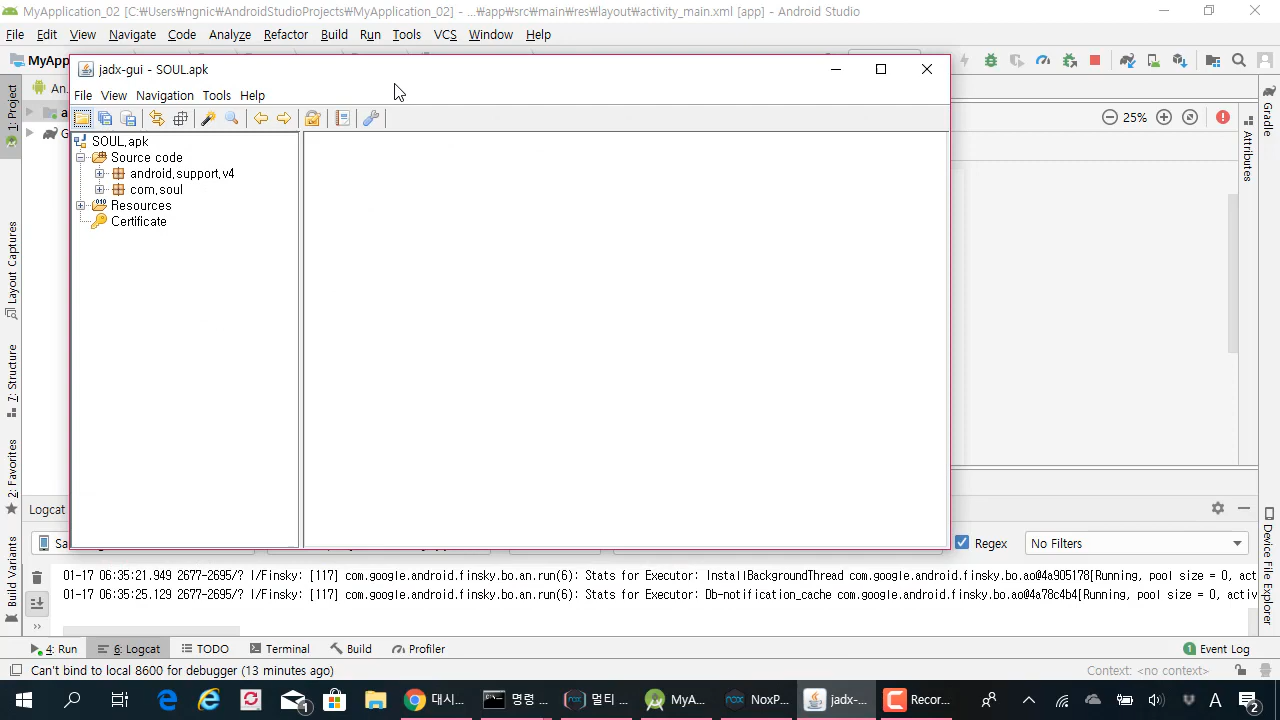 MyApplication_02 [C:₩Users₩ngnic₩AndroidStudioProjects₩MyApplication_02] - ...₩app₩src₩main₩res₩layout₩activity_main.xml [app] - Android Studio
File Edit View Navigate Code Analyze Refactor Build Run Tools VCS Window Help
MyApp
jadx-gui - SOUL.apk
File View Navigation Tools Help
An.
1: Project
SOUL.apk
Source code
android.support.v4
com.soul
Resources
Certificate
25%
Attributes
Gradle
Layout Captures
7: Structure
2: Favorites
Build Variants
Device File Explorer
Logcat
Regex
No Filters
01-17 06:35:21.949 2677-2695/? I/Finsky: [117] com.google.android.finsky.bo.an.run(6): Stats for Executor: InstallBackgroundThread com.google.android.finsky.bo.ao@4a905178[Running, pool size = 0, act
01-17 06:35:25.129 2677-2695/? I/Finsky: [117] com.google.android.finsky.bo.an.run(6): Stats for Executor: Db-notification_cache com.google.android.finsky.bo.ao@4a78c4b4[Running, pool size = 0, activ
4: Run 6: Logcat TODO Terminal Build Profiler 1 Event Log
Can't bind to local 8600 for debugger (13 minutes ago)
Context: <no context>
1 대시... 명령 ... 멀티 ... MyA... NoxP... jadx-... Recor... A 2